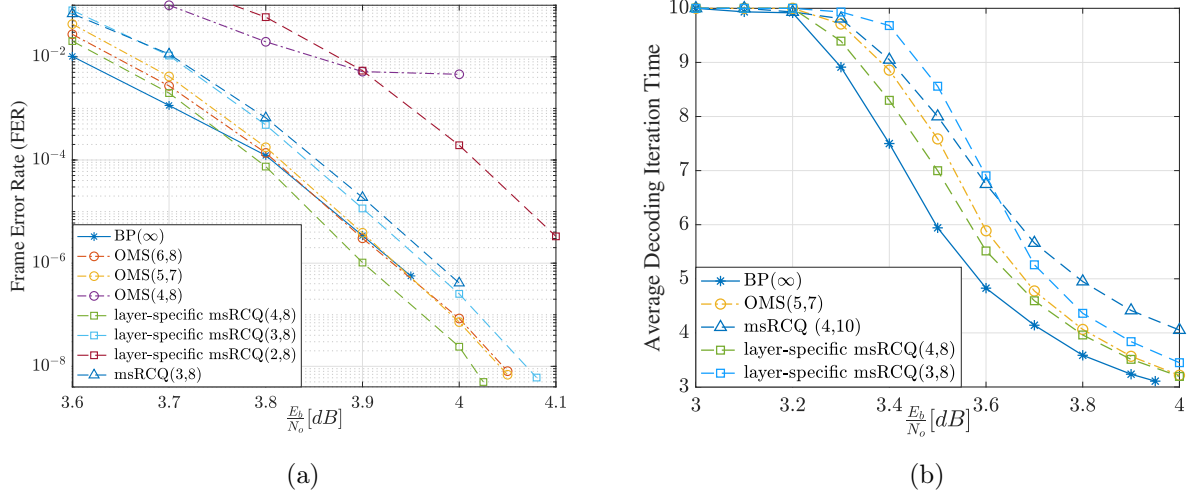 10^-2
10^-4
10^-6
10^-8
Frame Error Rate (FER)
BP(∞)
OMS(6,8)
OMS(5,7)
OMS(4,8)
layer-specific msRCQ(4,8)
layer-specific msRCQ(3,8)
layer-specific msRCQ(2,8)
msRCQ(3,8)
3.6 3.7 3.8 3.9 4 4.1
E_b/N_o [dB]
(a)
10
9
8
7
6
5
4
3
Average Decoding Iteration Time
BP(∞)
OMS(5,7)
msRCQ (4,10)
layer-specific msRCQ(4,8)
layer-specific msRCQ(3,8)
3 3.2 3.4 3.6 3.8 4
E_b/N_o [dB]
(b)